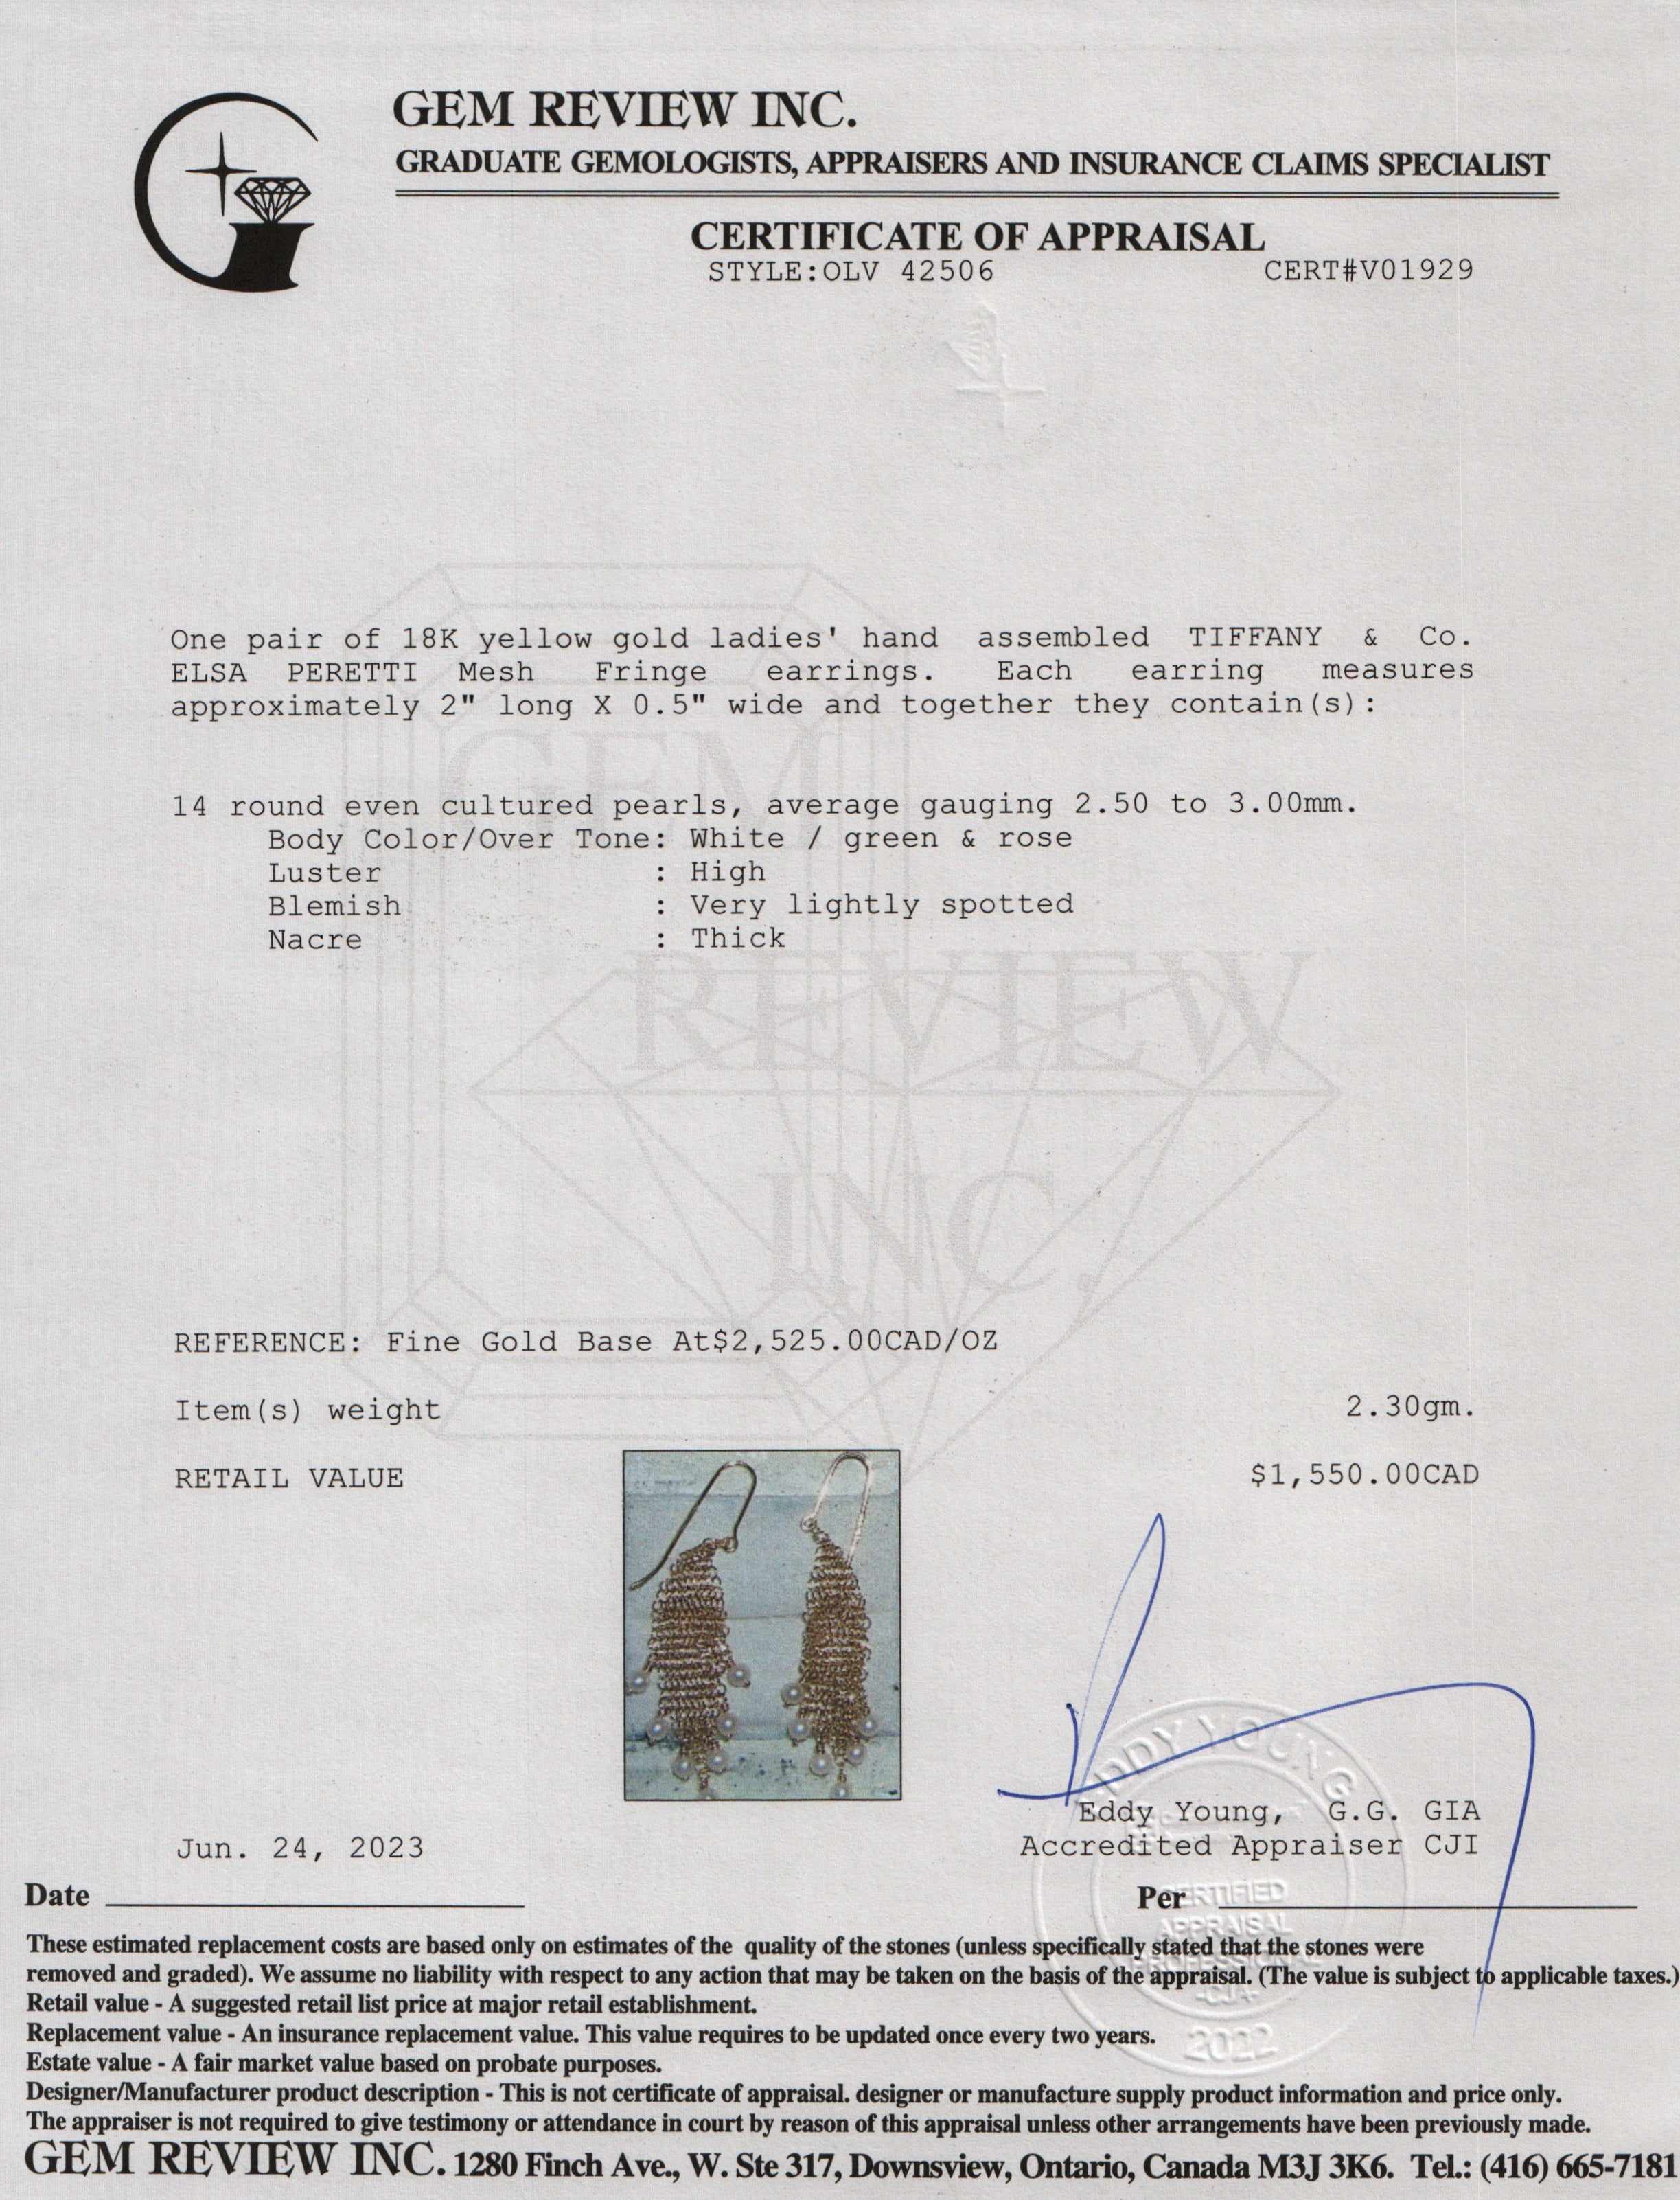 GEM REVIEW INC.
GRADUATE GEMOLOGISTS, APPRAISERS AND INSURANCE CLAIMS SPECIALIST
CERTIFICATE OF APPRAISAL
STYLE:OLV 42506 CERT#V01929
One pair of 18K yellow gold ladies' hand assembled TIFFANY & Co.
ELSA PERETTI Mesh Fringe earrings. Each earring measures
approximately 2" long X 0.5" wide and together they contain(s):
14 round even cultured pearls, average gauging 2.50 to 3.00mm.
Body Color/Over Tone: White / green & rose
Luster : High
Blemish : Very lightly spotted
Nacre : Thick
GEM
REVIEW
INC.
REFERENCE: Fine Gold Base At$2,525.00CAD/OZ
Item(s) weight 2.30gm.
RETAIL VALUE $1,550.00CAD
EDDY YOUNG
Eddy Young, G.G. GIA
Jun. 24, 2023 Accredited Appraiser CJI
Date Per
CERTIFIED
APPRAISAL
PROFESSIONAL
-CJA-
2022
These estimated replacement costs are based only on estimates of the quality of the stones (unless specifically stated that the stones were
removed and graded). We assume no liability with respect to any action that may be taken on the basis of the appraisal. (The value is subject to applicable taxes.)
Retail value - A suggested retail list price at major retail establishment.
Replacement value - An insurance replacement value. This value requires to be updated once every two years.
Estate value - A fair market value based on probate purposes.
Designer/Manufacturer product description - This is not certificate of appraisal. designer or manufacture supply product information and price only.
The appraiser is not required to give testimony or attendance in court by reason of this appraisal unless other arrangements have been previously made.
GEM REVIEW INC. 1280 Finch Ave., W. Ste 317, Downsview, Ontario, Canada M3J 3K6. Tel.: (416) 665-7181